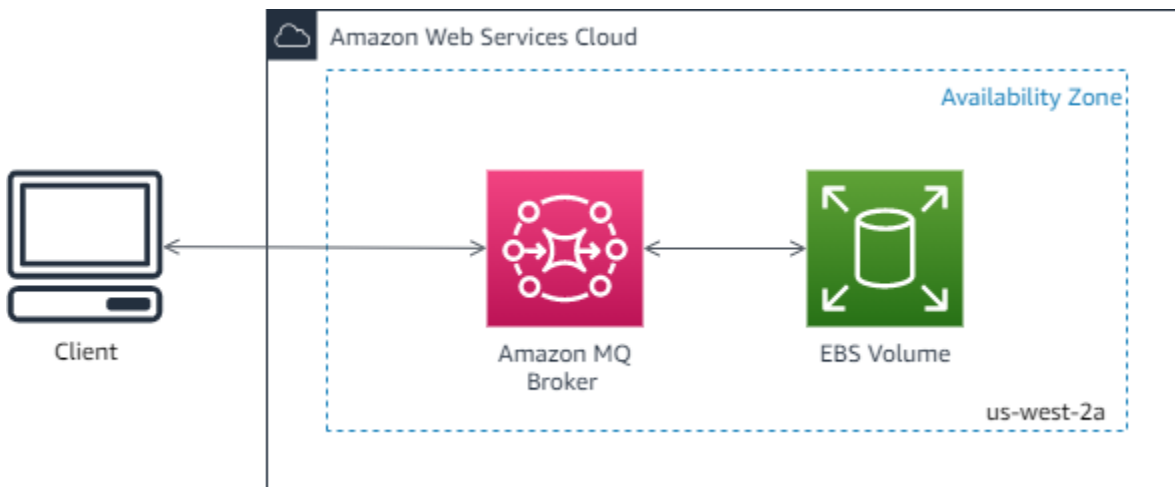 Amazon Web Services Cloud
Availability Zone
Client
Amazon MQ
Broker
EBS Volume
us-west-2a